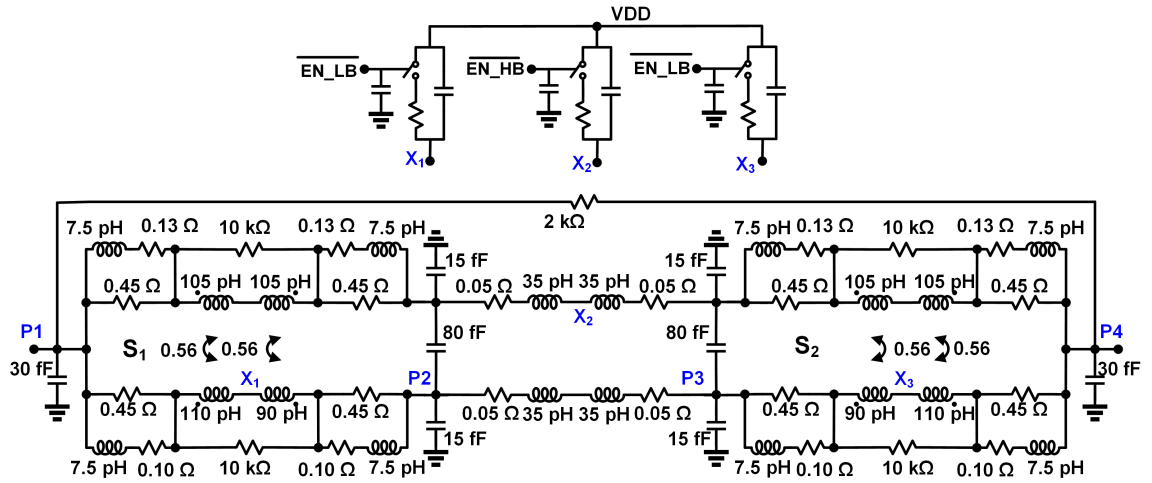 VDD
EN_LB EN_HB EN_LB
X1 X2 X3
2 kΩ
7.5 pH 0.13 Ω 10 kΩ 0.13 Ω 7.5 pH 7.5 pH 0.13 Ω 10 kΩ 0.13 Ω 7.5 pH
15 fF 15 fF
0.45 Ω 105 pH 105 pH 0.45 Ω 0.05 Ω 35 pH 35 pH 0.05 Ω 0.45 Ω 105 pH 105 pH 0.45 Ω
X2
P1 S1 0.56 0.56 80 fF 80 fF S2 0.56 0.56 P4
30 fF X1 P2 P3 X3 30 fF
0.45 Ω 110 pH 90 pH 0.45 Ω 0.05 Ω 35 pH 35 pH 0.05 Ω 0.45 Ω 90 pH 110 pH 0.45 Ω
15 fF 15 fF
7.5 pH 0.10 Ω 10 kΩ 0.10 Ω 7.5 pH 7.5 pH 0.10 Ω 10 kΩ 0.10 Ω 7.5 pH